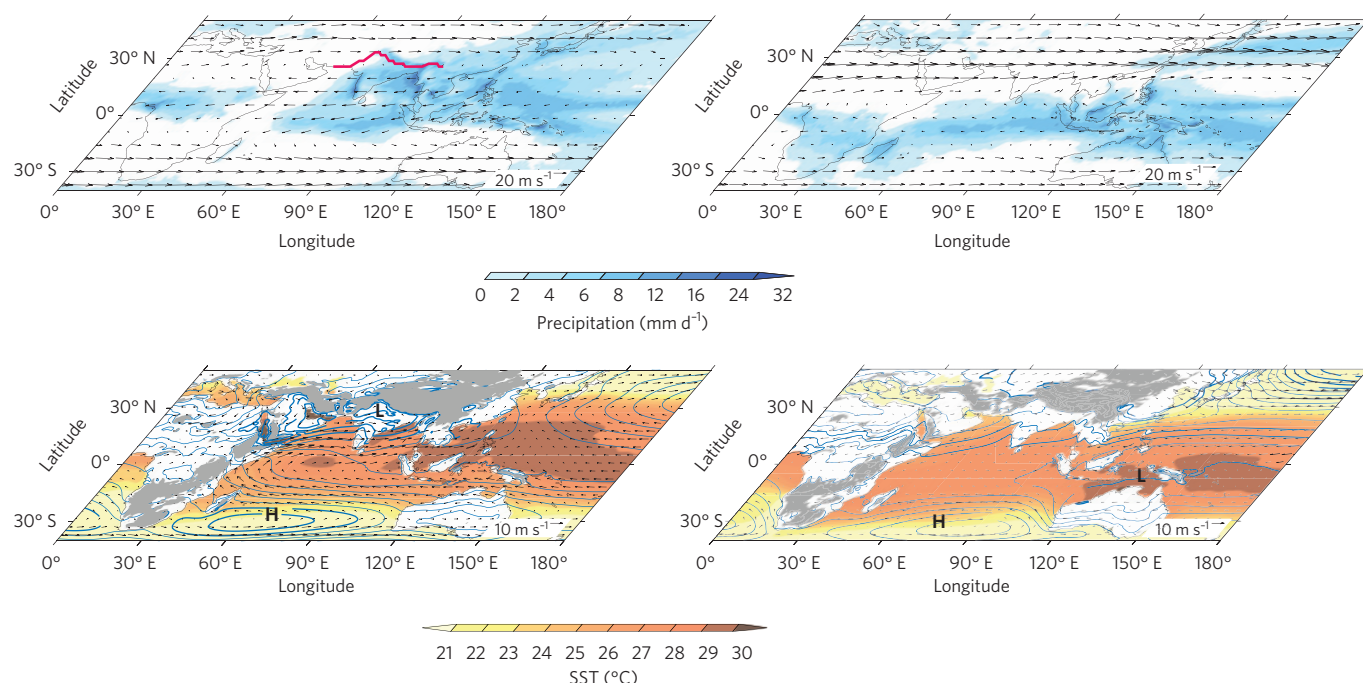 Latitude
30° N
0°
30° S
20 m s⁻¹
0° 30° E 60° E 90° E 120° E 150° E 180°
Longitude
Latitude
30° N
0°
30° S
20 m s⁻¹
0° 30° E 60° E 90° E 120° E 150° E 180°
Longitude
0 2 4 6 8 12 16 24 32
Precipitation (mm d⁻¹)
Latitude
30° N
0°
30° S
L
L
H
10 m s⁻¹
0° 30° E 60° E 90° E 120° E 150° E 180°
Longitude
Latitude
30° N
0°
30° S
L
H
10 m s⁻¹
0° 30° E 60° E 90° E 120° E 150° E 180°
Longitude
21 22 23 24 25 26 27 28 29 30
SST (°C)